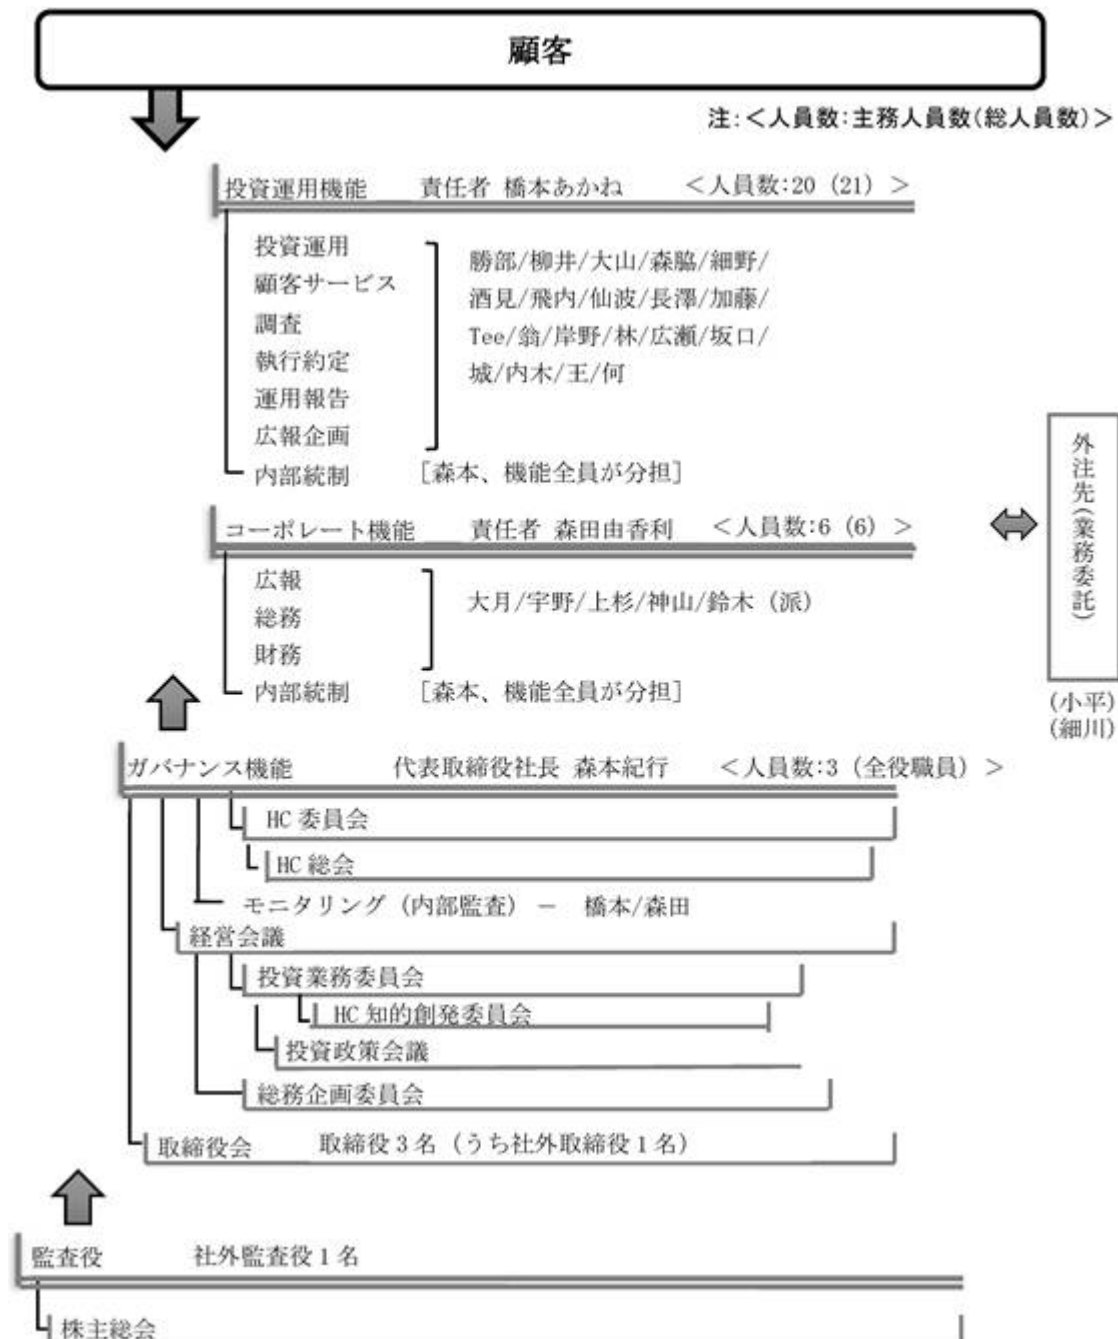 顧客
注:＜人員数:主務人員数(総人員数)＞
投資運用機能 責任者 橋本あかね ＜人員数:20（21）＞
投資運用
顧客サービス
調査
執行約定
運用報告
広報企画
勝部/柳井/大山/森脇/細野/
酒見/飛内/仙波/長澤/加藤/
Tee/翁/岸野/林/広瀬/坂口/
城/内木/王/何
内部統制 ［森本、機能全員が分担］
コーポレート機能 責任者 森田由香利 ＜人員数:6（6）＞
広報
総務
財務
大月/宇野/上杉/神山/鈴木（派）
内部統制 ［森本、機能全員が分担］
外注先(業務委託)
(小平)
(細川)
ガバナンス機能 代表取締役社長 森本紀行 ＜人員数:3（全役職員）＞
HC 委員会
HC 総会
モニタリング（内部監査）－ 橋本/森田
経営会議
投資業務委員会
HC 知的創発委員会
投資政策会議
総務企画委員会
取締役会 取締役 3 名（うち社外取締役 1 名）
監査役 社外監査役 1 名
株主総会